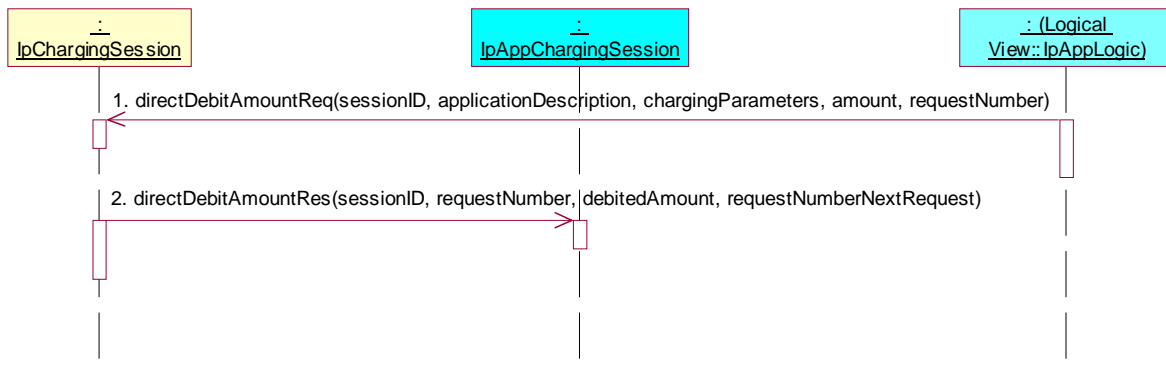 :
IpChargingSession
:
IpAppChargingSession
: (Logical
View::IpAppLogic)
1. directDebitAmountReq(sessionID, applicationDescription, chargingParameters, amount, requestNumber)
2. directDebitAmountRes(sessionID, requestNumber, debitedAmount, requestNumberNextRequest)